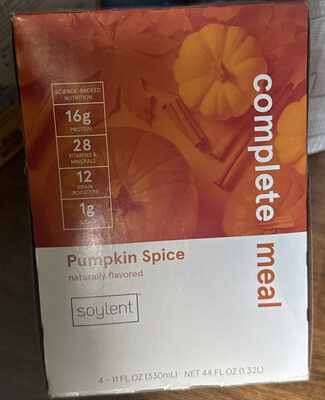 SCIENCE-BACKED
NUTRITION
16g
PROTEIN
28
VITAMINS &
MINERALS
12
BRAIN
BOOSTERS
1g
complete meal
Pumpkin Spice
naturally flavored
soylent
4 - 11 FL OZ (330mL) NET 44 FL OZ (1.32L)